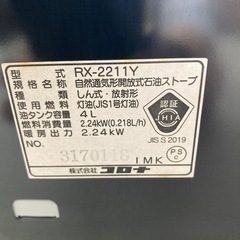 型式 RX-2211Y
規格名称 自然通気形開放式石油ストーブ
種類 しん式・放射形
使用燃料 灯油(JIS1号灯油)
油タンク容量 4L
燃料消費量 2.24kW(0.218L/h)
暖房出力 2.24kW
NO. 3170118
IMK
株式会社コロナ
認証
JHIA
JIS S 2019
PSC